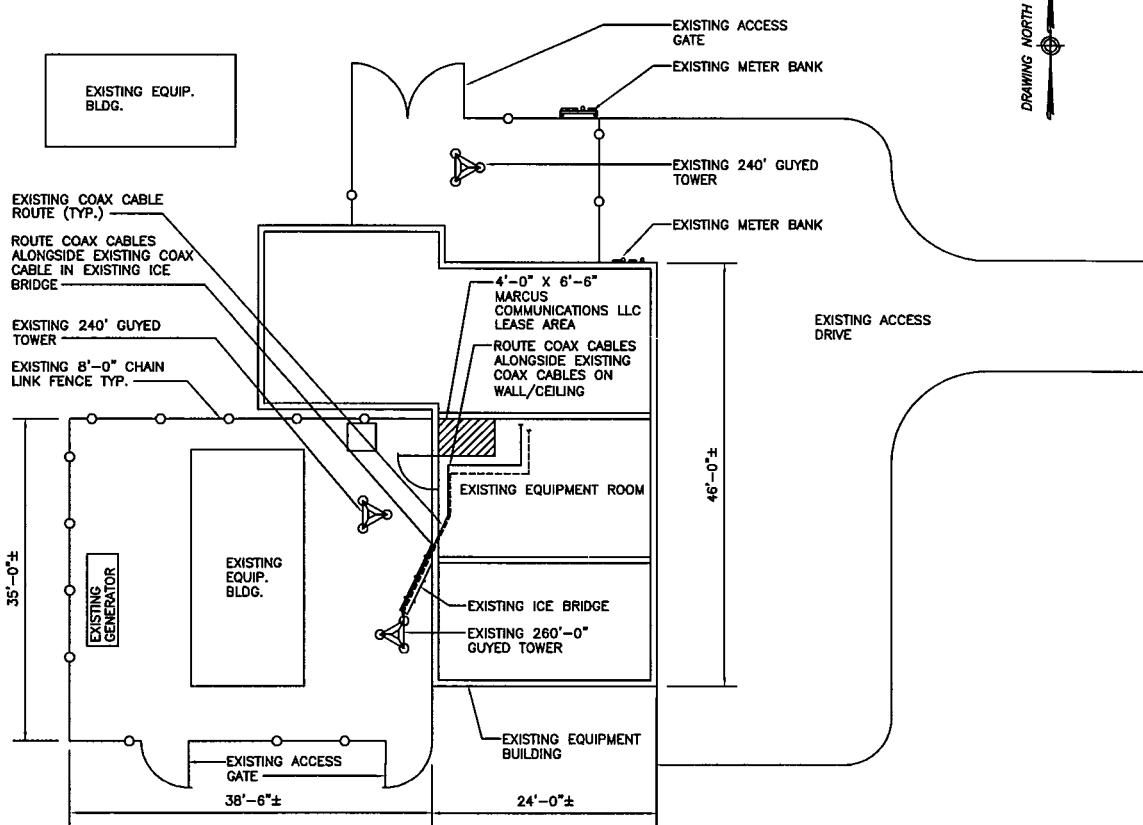 EXISTING ACCESS
GATE
DRAWING NORTH
EXISTING METER BANK
EXISTING EQUIP.
BLDG.
EXISTING 240' GUYED
TOWER
EXISTING COAX CABLE
ROUTE (TYP.)
ROUTE COAX CABLES
ALONGSIDE EXISTING COAX
CABLE IN EXISTING ICE
BRIDGE
EXISTING METER BANK
4'-0" X 6'-6"
MARCUS
COMMUNICATIONS LLC
LEASE AREA
EXISTING ACCESS
DRIVE
EXISTING 240' GUYED
TOWER
ROUTE COAX CABLES
ALONGSIDE EXISTING
COAX CABLES ON
WALL/CEILING
EXISTING 8'-0" CHAIN
LINK FENCE TYP.
EXISTING EQUIPMENT ROOM
46'-0"±
35'-0"±
EXISTING
GENERATOR
EXISTING
EQUIP.
BLDG.
EXISTING ICE BRIDGE
EXISTING 260'-0"
GUYED TOWER
EXISTING EQUIPMENT
BUILDING
EXISTING ACCESS
GATE
38'-6"±
24'-0"±